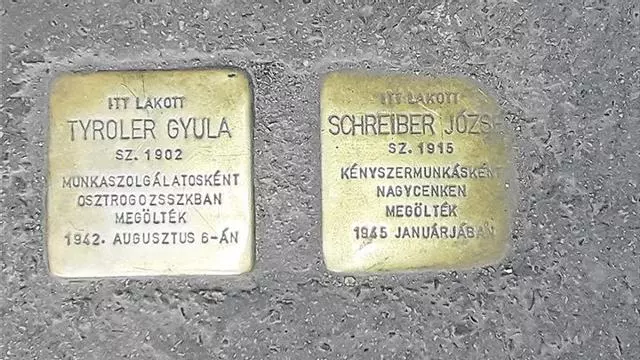 ITT LAKOTT
TYROLER GYULA
SZ. 1902
MUNKASZOLGÁLATOSKÉNT
OSZTROGOZSSZKBAN
MEGÖLTÉK
1942. AUGUSZTUS 6-ÁN
ITT LAKOTT
SCHREIBER JÓZSEF
SZ. 1915
KÉNYSZERMUNKÁSKÉNT
NAGYCENKEN
MEGÖLTÉK
1945 JANUÁRJÁBAN